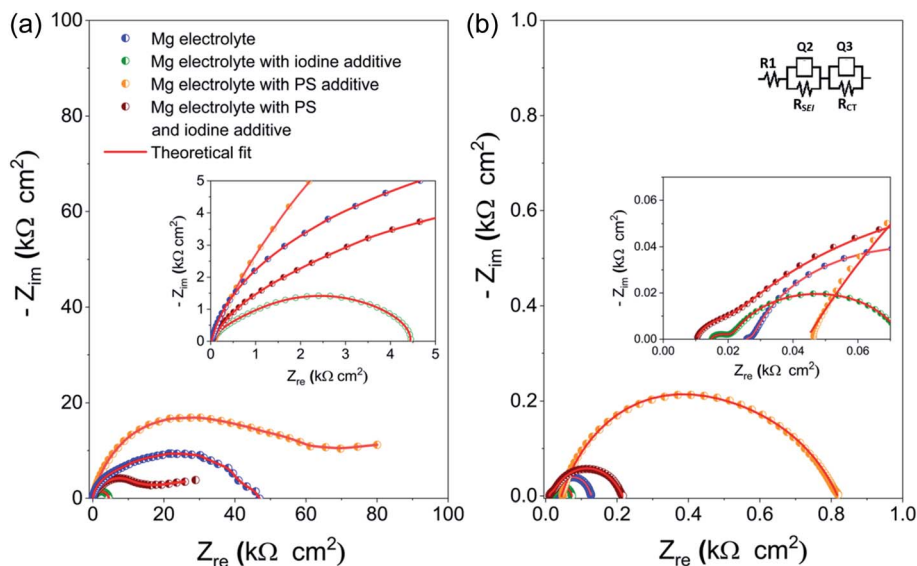 (a)
100
80
60
40
20
0
- Z_im (kΩ cm²)
Mg electrolyte
Mg electrolyte with iodine additive
Mg electrolyte with PS additive
Mg electrolyte with PS
and iodine additive
Theoretical fit
5
4
3
2
1
0
- Z_im (kΩ cm²)
0 1 2 3 4 5
Z_re (kΩ cm²)
0 20 40 60 80 100
Z_re (kΩ cm²)
(b)
1.0
0.8
0.6
0.4
0.2
0.0
- Z_im (kΩ cm²)
Q2 Q3
R1
R_SEI R_CT
0.05
0.04
0.03
0.02
0.01
0.00
- Z_im (kΩ cm²)
0.00 0.02 0.04 0.06
Z_re (kΩ cm²)
0.0 0.2 0.4 0.6 0.8 1.0
Z_re (kΩ cm²)